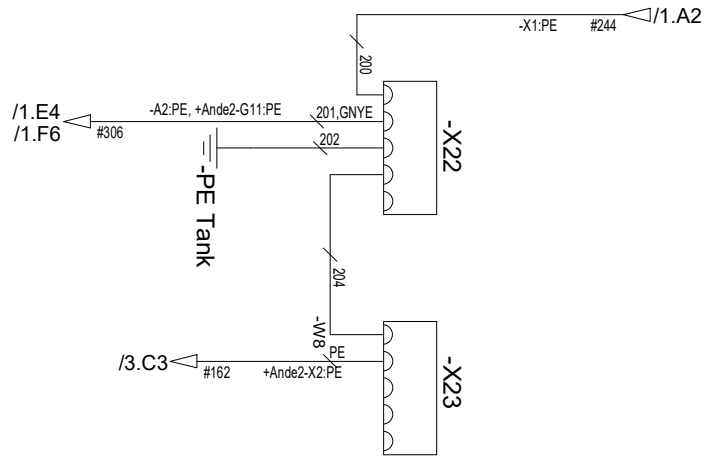 /1.A2
-X1:PE
#244
200
/1.E4
/1.F6
-A2:PE, +Ande2-G11:PE
201,GNYE
#306
202
-X22
-PE Tank
204
-W8
PE
/3.C3
#162
+Ande2-X2:PE
-X23